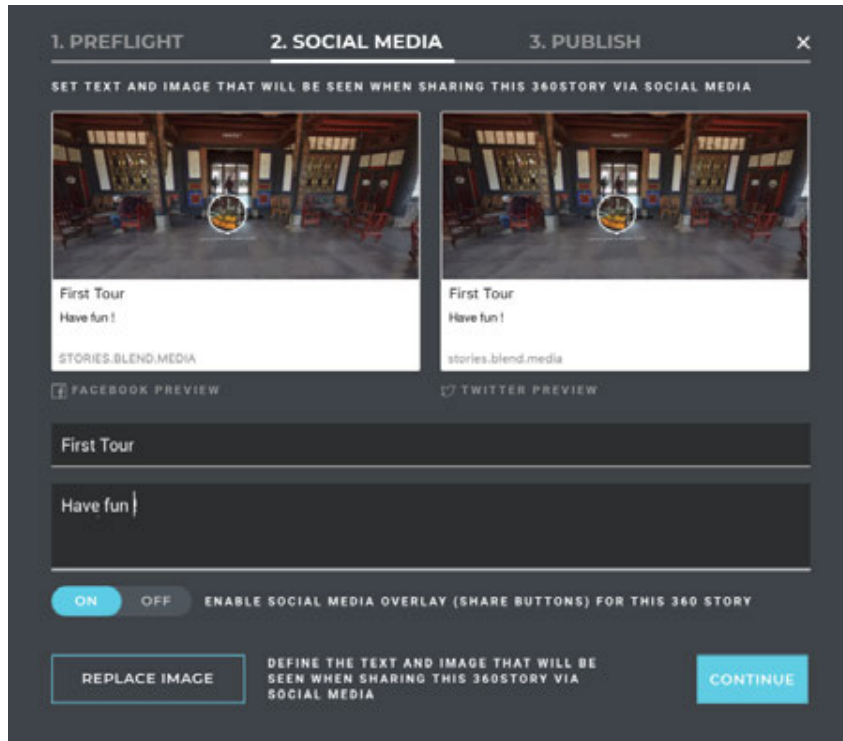 1. PREFLIGHT 2. SOCIAL MEDIA 3. PUBLISH ×
SET TEXT AND IMAGE THAT WILL BE SEEN WHEN SHARING THIS 360STORY VIA SOCIAL MEDIA
First Tour
Have fun !
STORIES.BLEND.MEDIA
FACEBOOK PREVIEW
First Tour
Have fun !
stories.blend.media
TWITTER PREVIEW
First Tour
Have fun !
ON OFF ENABLE SOCIAL MEDIA OVERLAY (SHARE BUTTONS) FOR THIS 360 STORY
REPLACE IMAGE
DEFINE THE TEXT AND IMAGE THAT WILL BE
SEEN WHEN SHARING THIS 360STORY VIA
SOCIAL MEDIA
CONTINUE